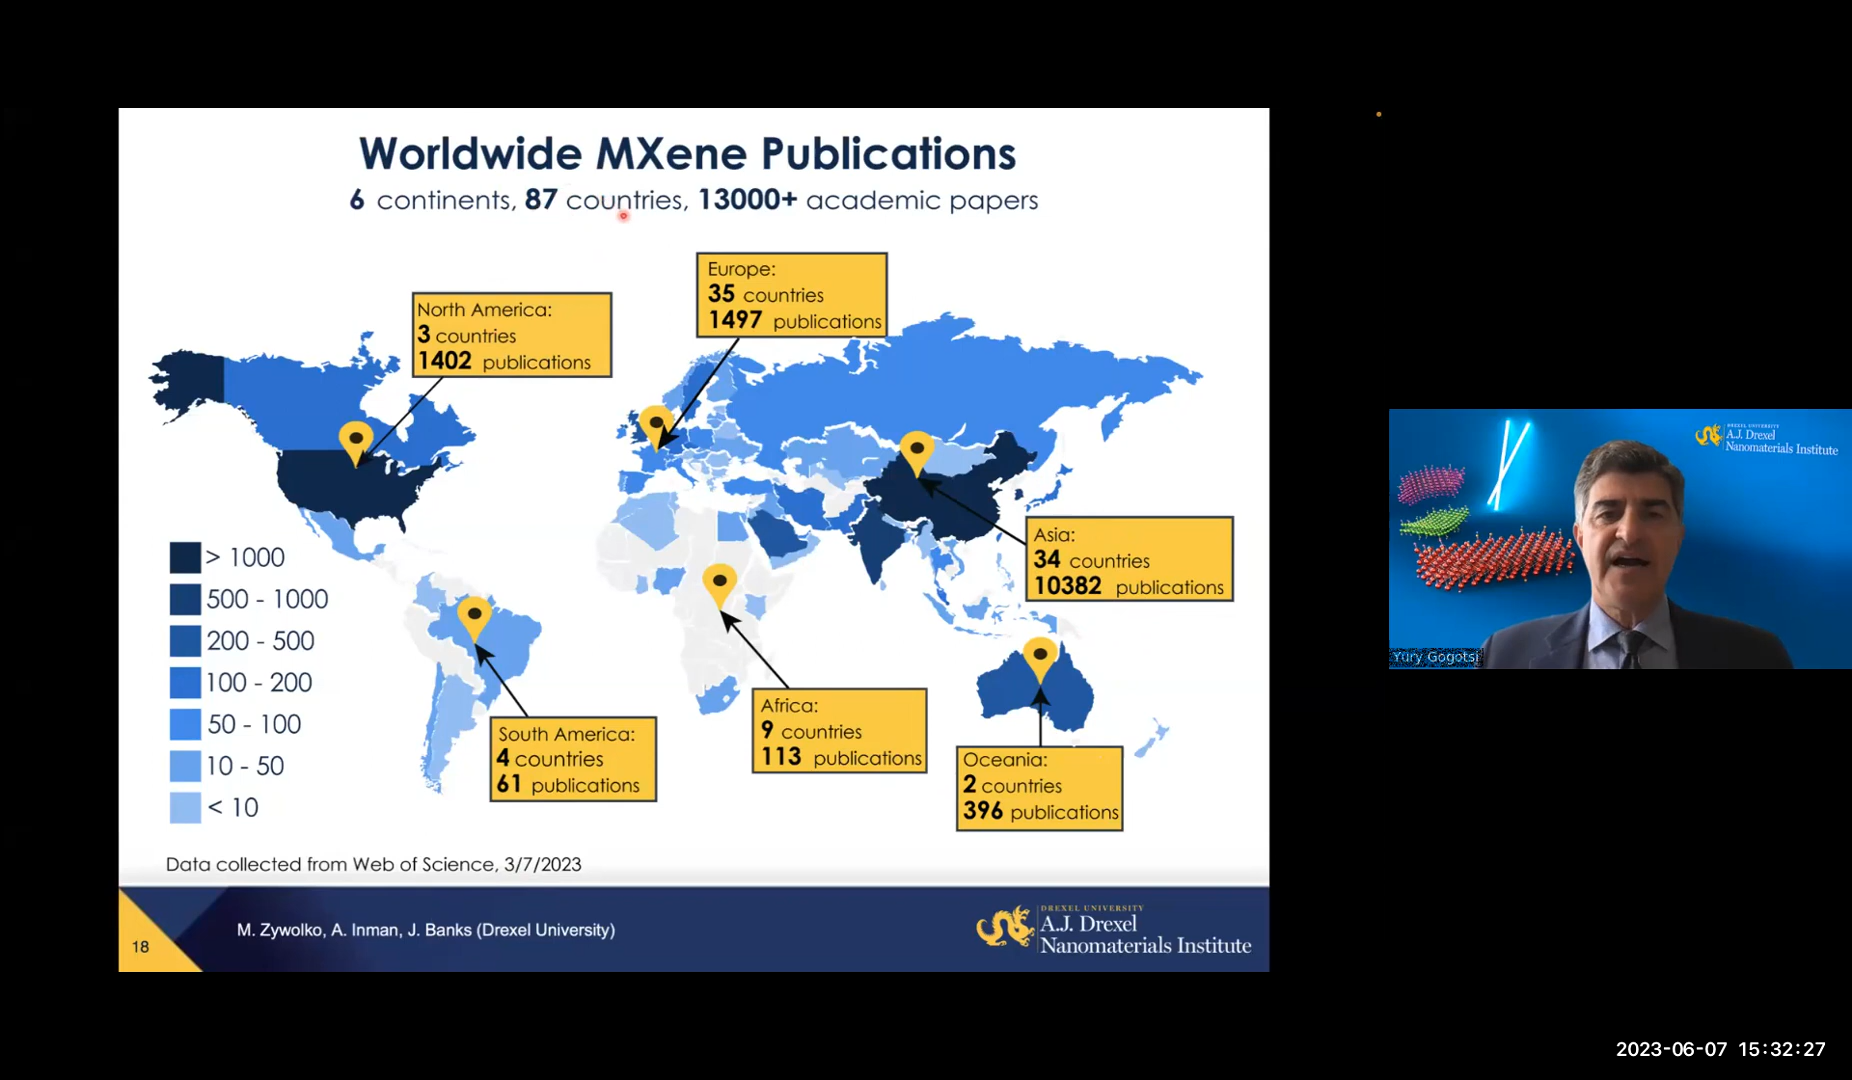 Worldwide MXene Publications
6 continents, 87 countries, 13000+ academic papers
North America:
3 countries
1402 publications
Europe:
35 countries
1497 publications
Asia:
34 countries
10382 publications
South America:
4 countries
61 publications
Africa:
9 countries
113 publications
Oceania:
2 countries
396 publications
> 1000
500 - 1000
200 - 500
100 - 200
50 - 100
10 - 50
< 10
Data collected from Web of Science, 3/7/2023
18
M. Zywolko, A. Inman, J. Banks (Drexel University)
DREXEL UNIVERSITY
A.J. Drexel
Nanomaterials Institute
DREXEL UNIVERSITY
A.J. Drexel
Nanomaterials Institute
Yury Gogotsi
2023-06-07 15:32:27